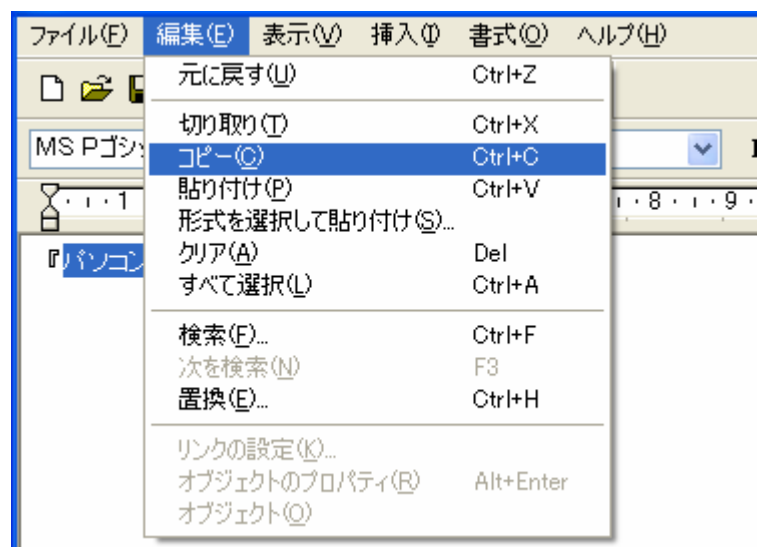 ファイル(F) 編集(E) 表示(V) 挿入(I) 書式(O) ヘルプ(H)
元に戻す(U) Ctrl+Z
切り取り(T) Ctrl+X
MS Pゴシッ
コピー(C) Ctrl+C
貼り付け(P) Ctrl+V
1 8 9
形式を選択して貼り付け(S)...
クリア(A) Del
『パソコン
すべて選択(L) Ctrl+A
検索(F)... Ctrl+F
次を検索(N) F3
置換(E)... Ctrl+H
リンクの設定(K)...
オブジェクトのプロパティ(R) Alt+Enter
オブジェクト(O)